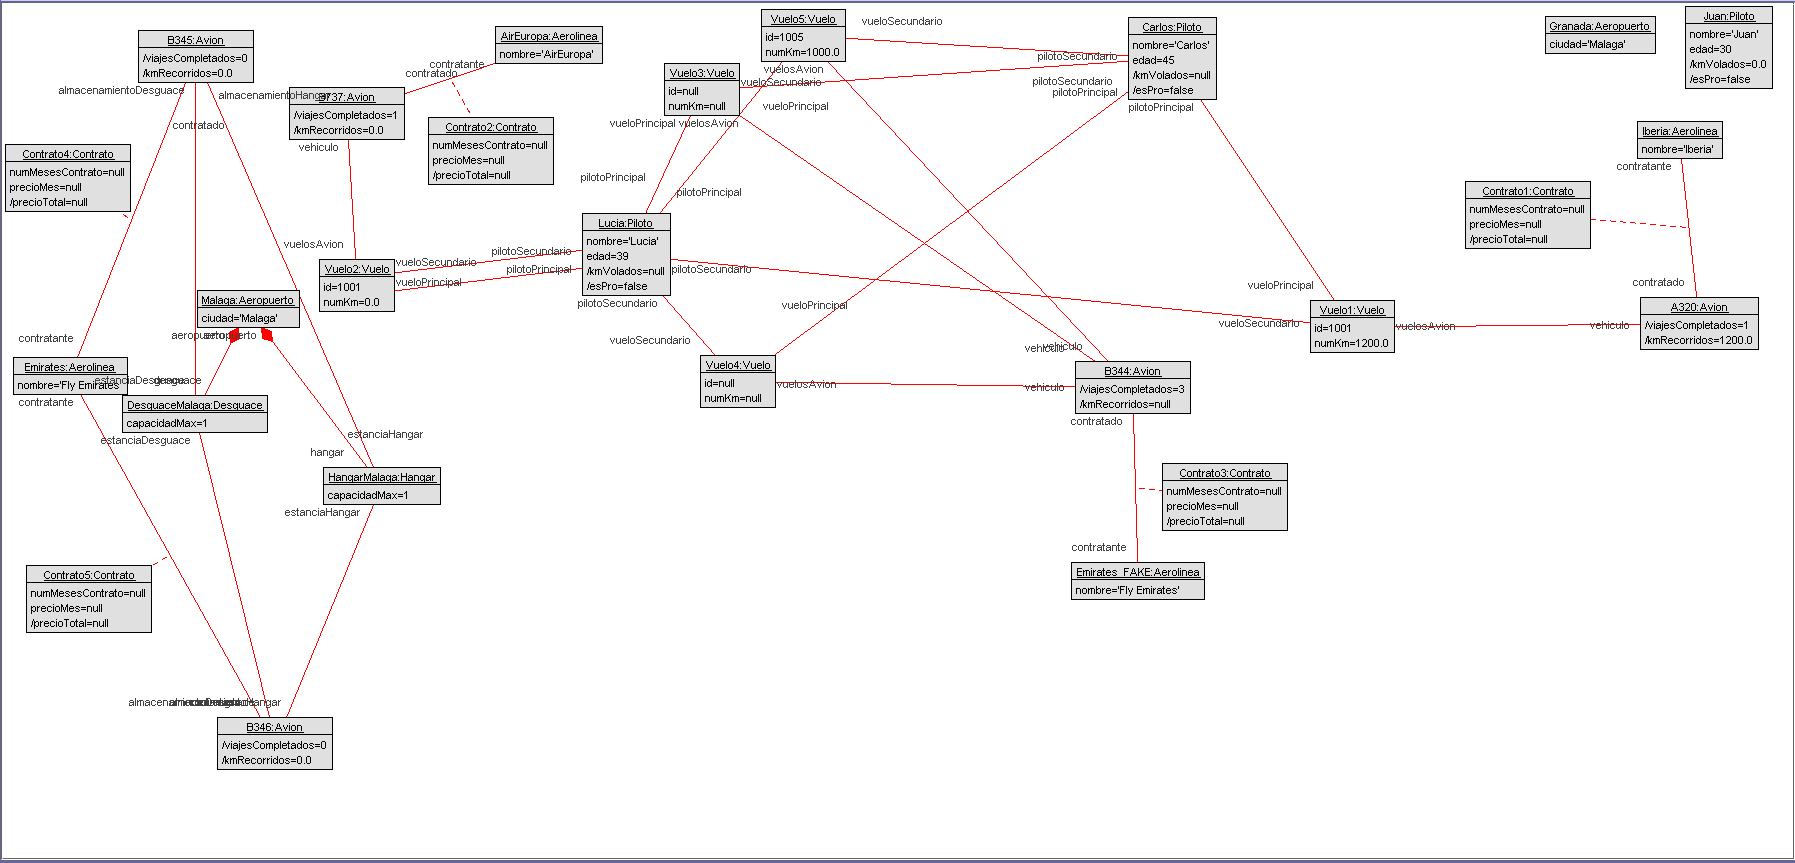 B345:Avion
/viajesCompletados=0
/kmRecorridos=0.0
almacenamientoDesguace
contratado
AirEuropa:Aerolinea
nombre='AirEuropa'
contratante
contratado
B737:Avion
/viajesCompletados=1
/kmRecorridos=0.0
vehiculo
Contrato2:Contrato
numMesesContrato=null
precioMes=null
/precioTotal=null
Contrato4:Contrato
numMesesContrato=null
precioMes=null
/precioTotal=null
Vuelo5:Vuelo
id=1005
numKm=1000.0
vueloSecundario
vuelosAvion
vueloSecundario
vueloPrincipal
Vuelo3:Vuelo
id=null
numKm=null
vueloPrincipal
vuelosAvion
Carlos:Piloto
nombre='Carlos'
edad=45
/kmVolados=null
/esPro=false
pilotoSecundario
pilotoSecundario
pilotoPrincipal
pilotoPrincipal
Granada:Aeropuerto
ciudad='Malaga'
Juan:Piloto
nombre='Juan'
edad=30
/kmVolados=0.0
/esPro=false
Iberia:Aerolinea
nombre='Iberia'
contratante
Contrato1:Contrato
numMesesContrato=null
precioMes=null
/precioTotal=null
contratado
pilotoPrincipal
pilotoPrincipal
Lucia:Piloto
nombre='Lucia'
edad=39
/kmVolados=null
/esPro=false
pilotoSecundario
pilotoPrincipal
pilotoSecundario
pilotoSecundario
vuelosAvion
Vuelo2:Vuelo
id=1001
numKm=0.0
vueloSecundario
vueloPrincipal
Malaga:Aeropuerto
ciudad='Malaga'
aeropuerto
vueloPrincipal
vueloPrincipal
Vuelo1:Vuelo
id=1001
numKm=1200.0
vueloSecundario
vuelosAvion
vehiculo
A320:Avion
/viajesCompletados=1
/kmRecorridos=1200.0
vueloSecundario
Vuelo4:Vuelo
id=null
numKm=null
vuelosAvion
vehiculo
vehiculo
vehiculo
B344:Avion
/viajesCompletados=3
/kmRecorridos=null
contratado
contratante
Emirates:Aerolinea
nombre='Fly Emirates'
contratante
estanciaDesguace
DesguaceMalaga:Desguace
capacidadMax=1
estanciaDesguace
estanciaHangar
hangar
HangarMalaga:Hangar
capacidadMax=1
estanciaHangar
Contrato3:Contrato
numMesesContrato=null
precioMes=null
/precioTotal=null
contratante
Emirates_FAKE:Aerolinea
nombre='Fly Emirates'
Contrato5:Contrato
numMesesContrato=null
precioMes=null
/precioTotal=null
B346:Avion
/viajesCompletados=0
/kmRecorridos=0.0